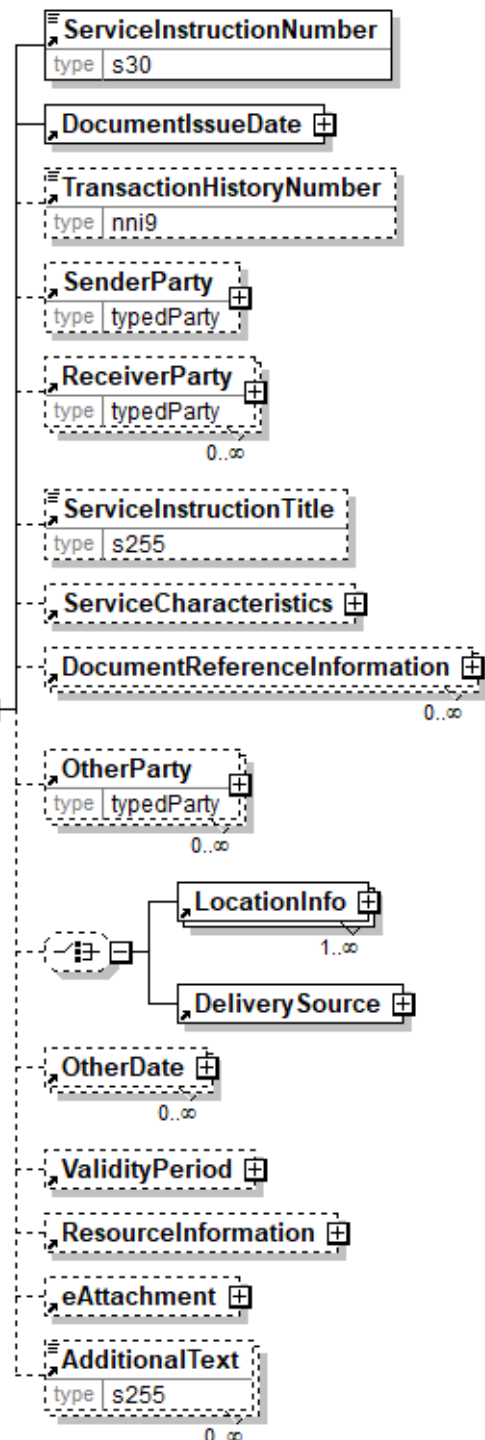 ServiceInstructionNumber
type s30
DocumentIssueDate
TransactionHistoryNumber
type nni9
SenderParty
type typedParty
ReceiverParty
type typedParty
0..∞
ServiceInstructionTitle
type s255
ServiceCharacteristics
DocumentReferenceInformation
0..∞
OtherParty
type typedParty
0..∞
LocationInfo
1..∞
DeliverySource
OtherDate
0..∞
ValidityPeriod
ResourceInformation
eAttachment
AdditionalText
type s255
0..∞